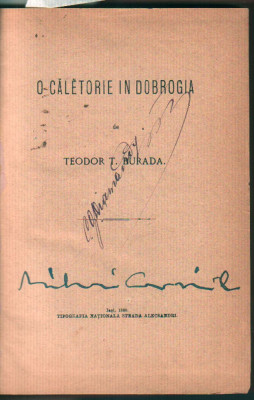 O-CĂLĔTORIE IN DOBROGIA
de
TEODOR T. BURADA.
Iaşi, 1880.
TIPOGRAFIA NAŢIONALĂ STRADA ALECSANDRI.